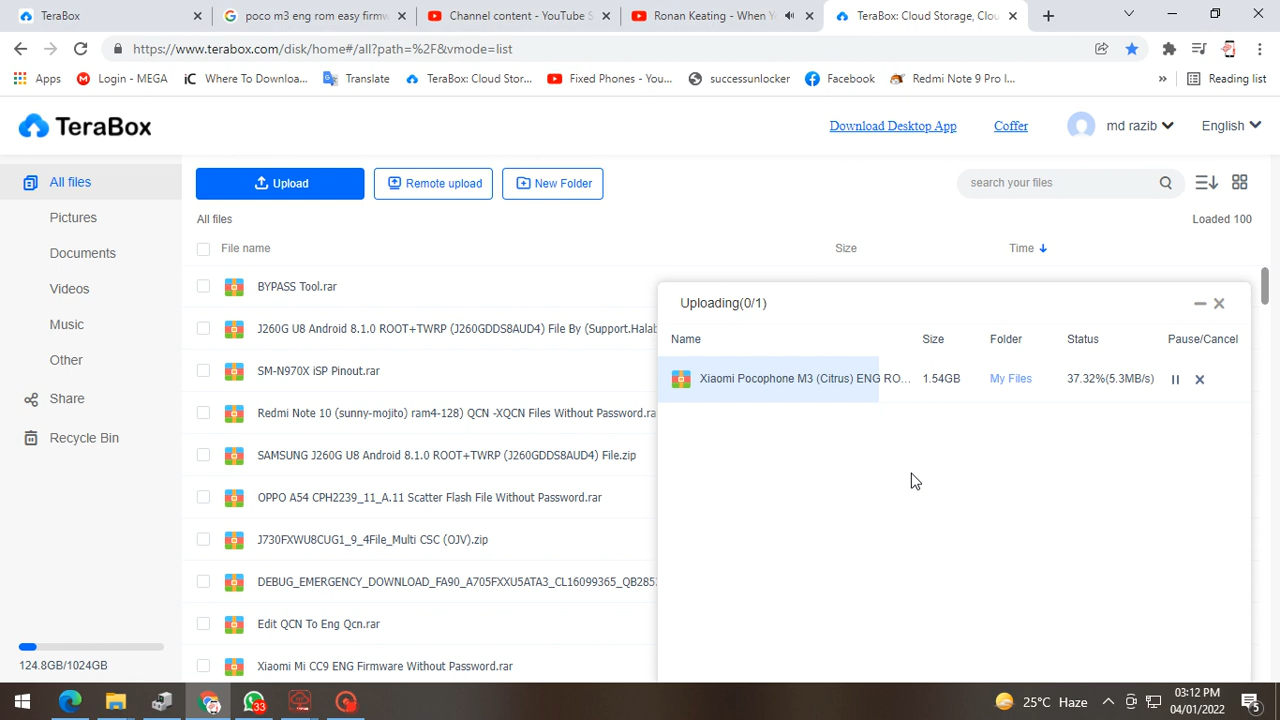 TeraBox
poco m3 eng rom easy firmw
Channel content - YouTube S
Ronan Keating - When Y
TeraBox: Cloud Storage, Clou
https://www.terabox.com/disk/home#/all?path=%2F&vmode=list
Apps
Login - MEGA
iC Where To Downloa...
Translate
TeraBox: Cloud Stor...
Fixed Phones - You...
successunlocker
Facebook
Redmi Note 9 Pro I...
»
Reading list
TeraBox
Download Desktop App
Coffer
md razib
English
All files
Pictures
Documents
Videos
Music
Other
Share
Recycle Bin
124.8GB/1024GB
Upload
Remote upload
New Folder
search your files
All files
Loaded 100
File name
Size
Time
BYPASS Tool.rar
J260G U8 Android 8.1.0 ROOT+TWRP (J260GDDS8AUD4) File By (Support.Halab
SM-N970X iSP Pinout.rar
Redmi Note 10 (sunny-mojito) ram4-128) QCN -XQCN Files Without Password.ra
SAMSUNG J260G U8 Android 8.1.0 ROOT+TWRP (J260GDDS8AUD4) File.zip
OPPO A54 CPH2239_11_A.11 Scatter Flash File Without Password.rar
J730FXWU8CUG1_9_4File_Multi CSC (OJV).zip
DEBUG_EMERGENCY_DOWNLOAD_FA90_A705FXXU5ATA3_CL16099365_QB285
Edit QCN To Eng Qcn.rar
Xiaomi Mi CC9 ENG Firmware Without Password.rar
Uploading(0/1)
Name
Size
Folder
Status
Pause/Cancel
Xiaomi Pocophone M3 (Citrus) ENG RO...
1.54GB
My Files
37.32%(5.3MB/s)
33
25°C Haze
03:12 PM
04/01/2022
5